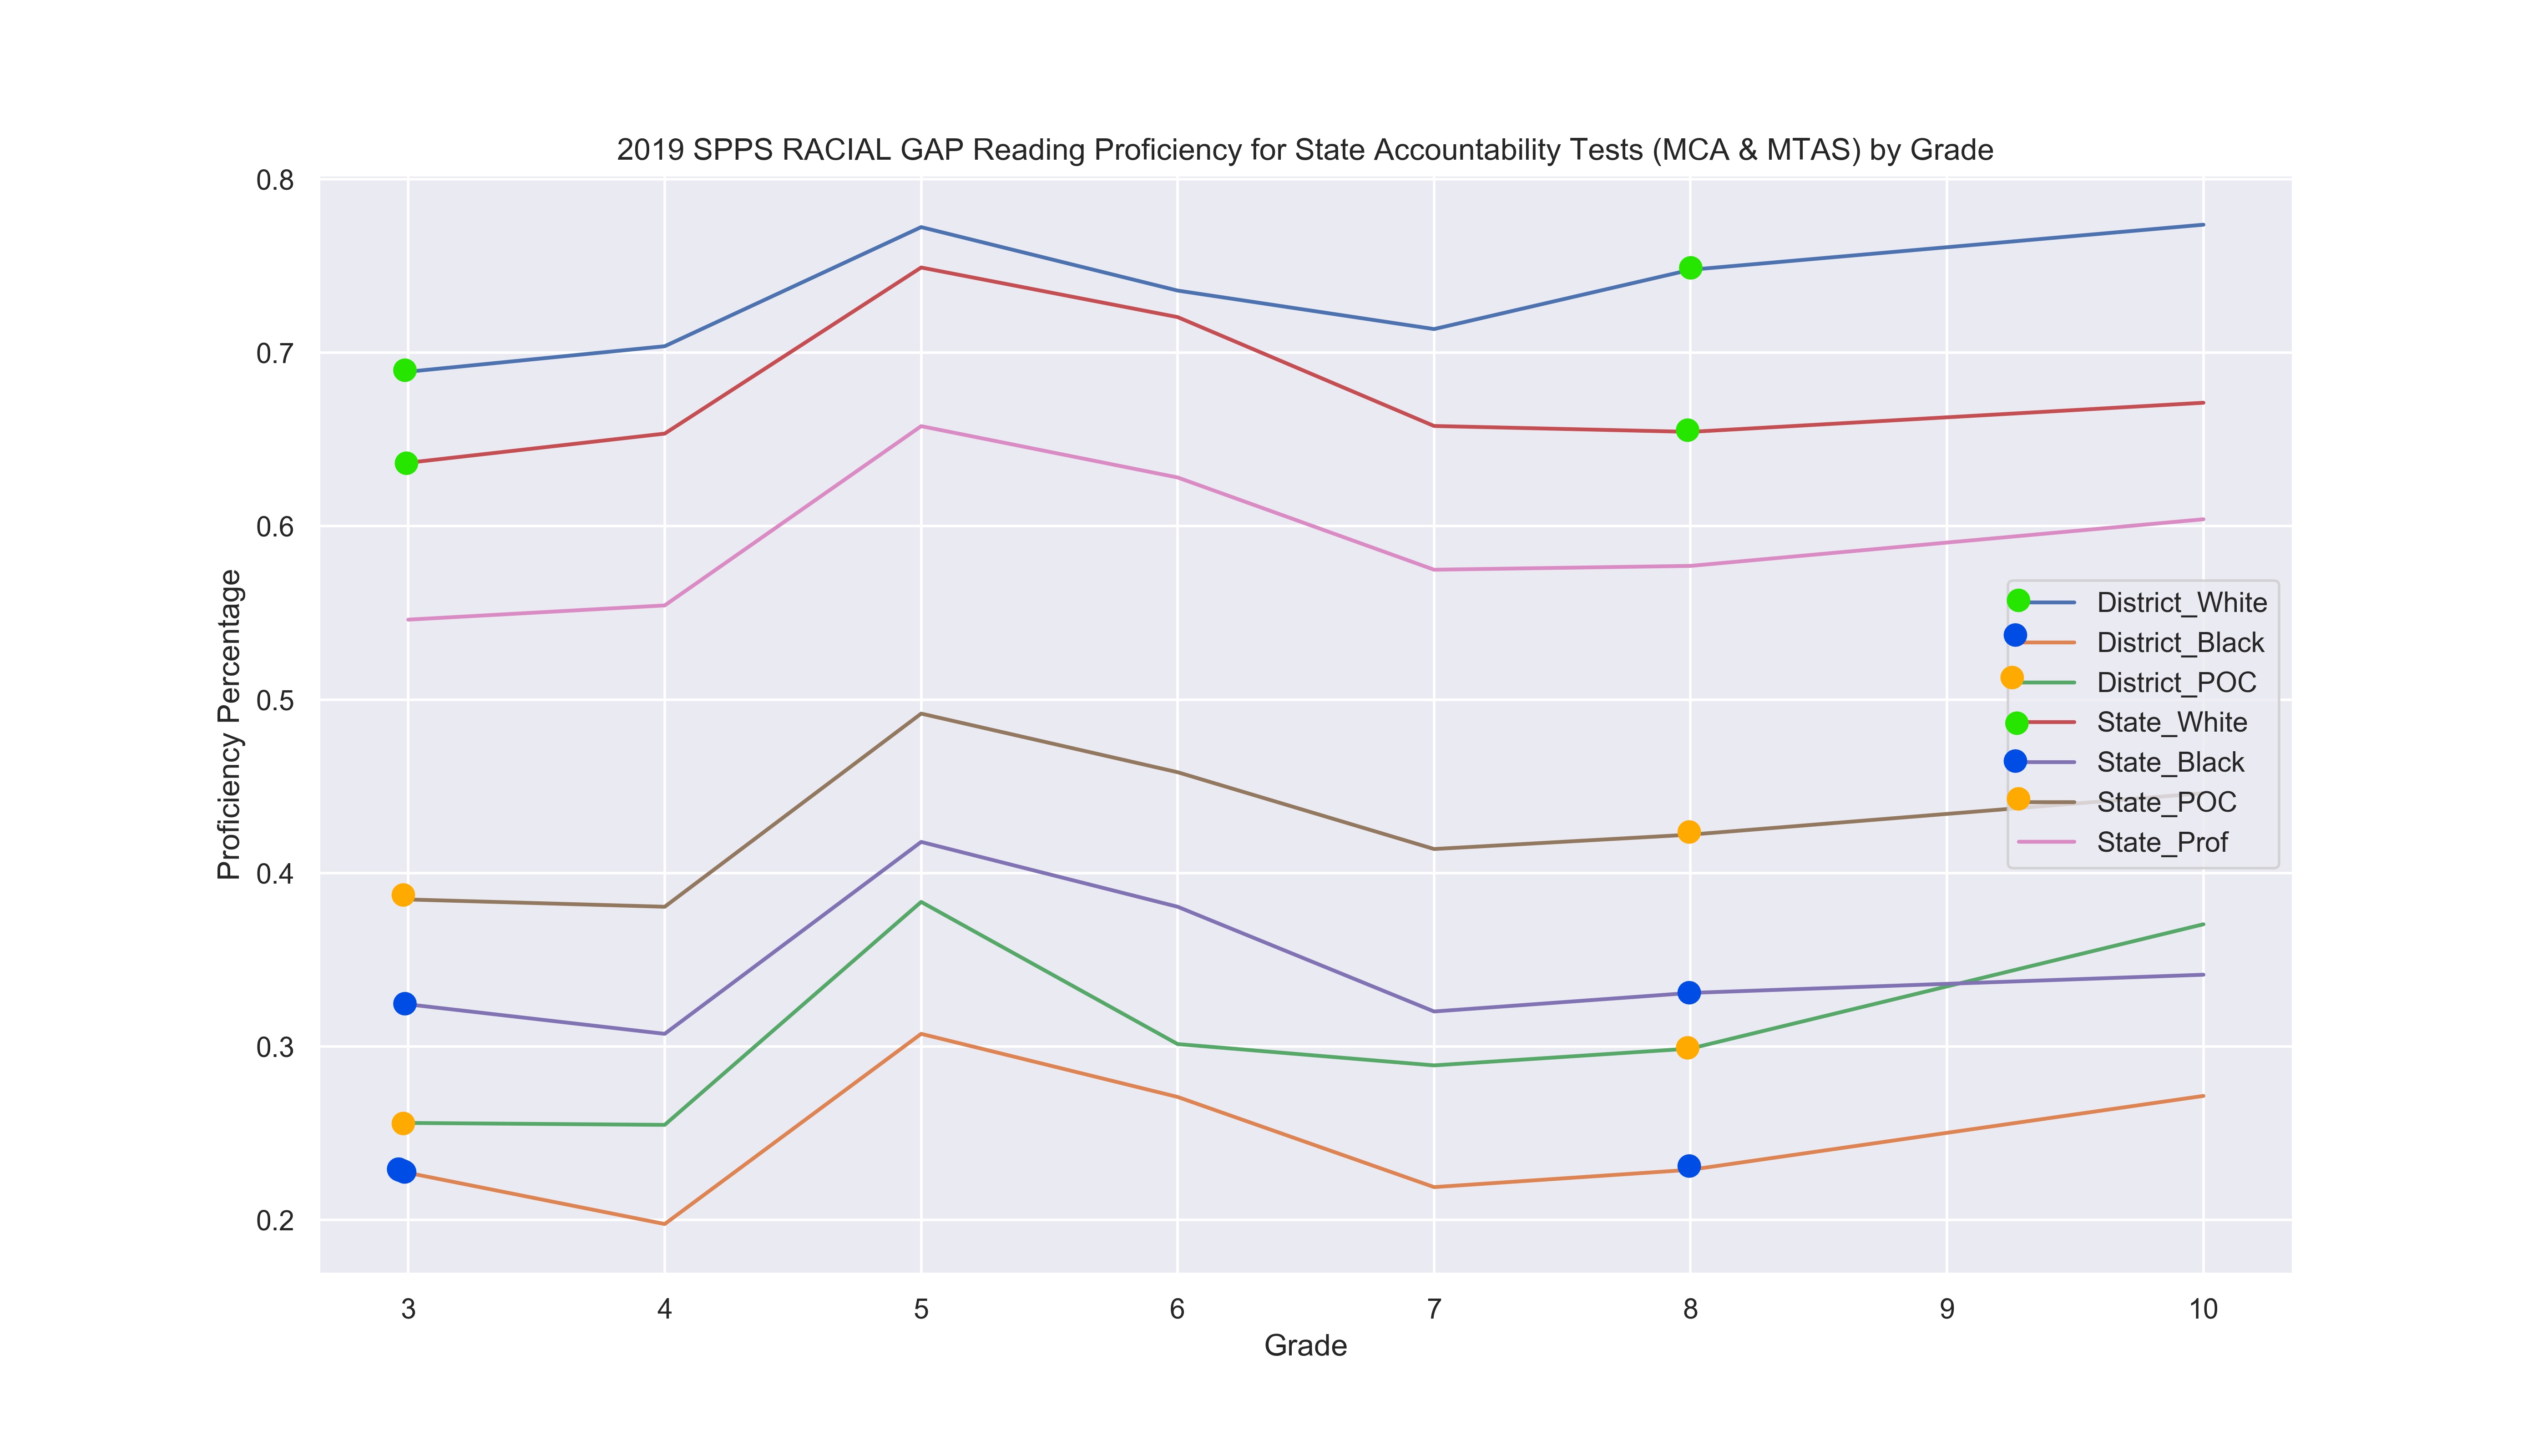 2019 SPPS RACIAL GAP Reading Proficiency for State Accountability Tests (MCA & MTAS) by Grade
0.8
0.7
0.6
0.5
0.4
0.3
0.2
Proficiency Percentage
District_White
District_Black
District_POC
State_White
State_Black
State_POC
State_Prof
3 4 5 6 7 8 9 10
Grade